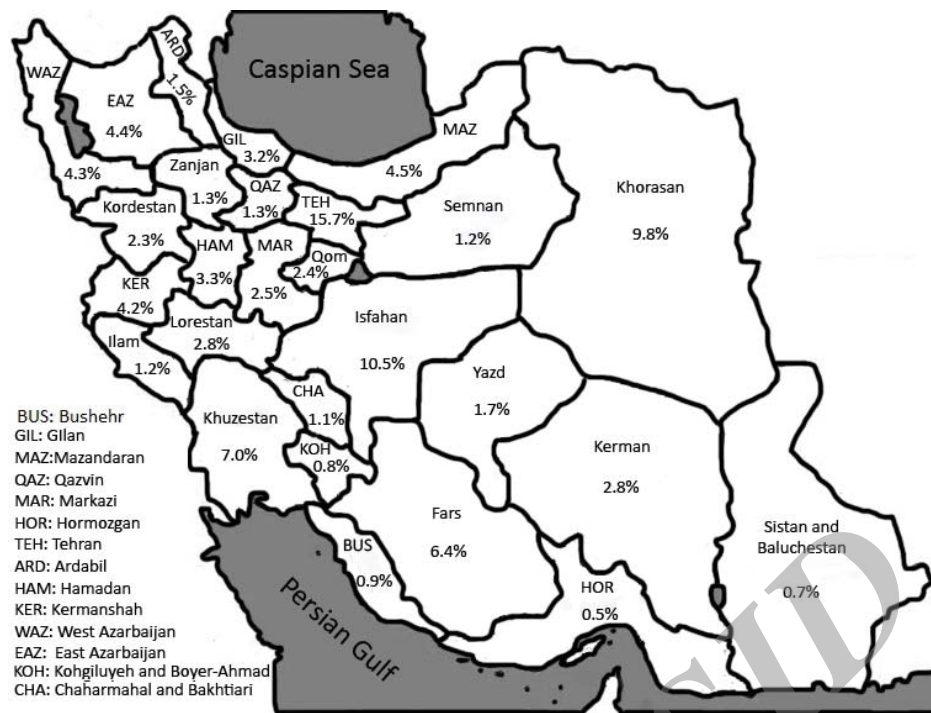 Caspian Sea
ARD
1.5%
WAZ
4.3%
EAZ
4.4%
GIL
3.2%
MAZ
4.5%
Zanjan
1.3%
QAZ
1.3%
TEH
15.7%
Semnan
1.2%
Khorasan
9.8%
Kordestan
2.3%
HAM
3.3%
MAR
2.5%
Qom
2.4%
KER
4.2%
Lorestan
2.8%
Ilam
1.2%
Isfahan
10.5%
Yazd
1.7%
CHA
1.1%
Khuzestan
7.0%
KOH
0.8%
Kerman
2.8%
Fars
6.4%
BUS
0.9%
HOR
0.5%
Sistan and
Baluchestan
0.7%
Persian Gulf
BUS: Bushehr
GIL: GIlan
MAZ:Mazandaran
QAZ: Qazvin
MAR: Markazi
HOR: Hormozgan
TEH: Tehran
ARD: Ardabil
HAM: Hamadan
KER: Kermanshah
WAZ: West Azarbaijan
EAZ: East Azarbaijan
KOH: Kohgiluyeh and Boyer-Ahmad
CHA: Chaharmahal and Bakhtiari
SID